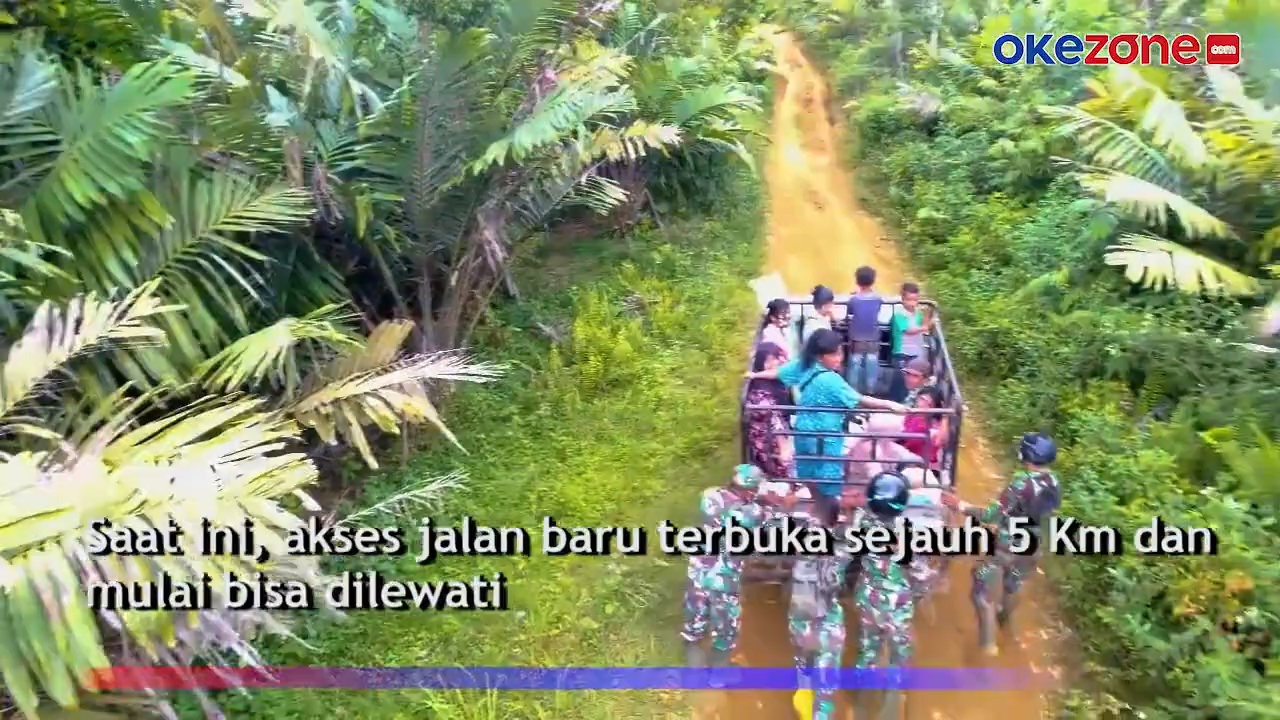 OKEZONE.com
Saat ini, akses jalan baru terbuka sejauh 5 Km dan
mulai bisa dilewati